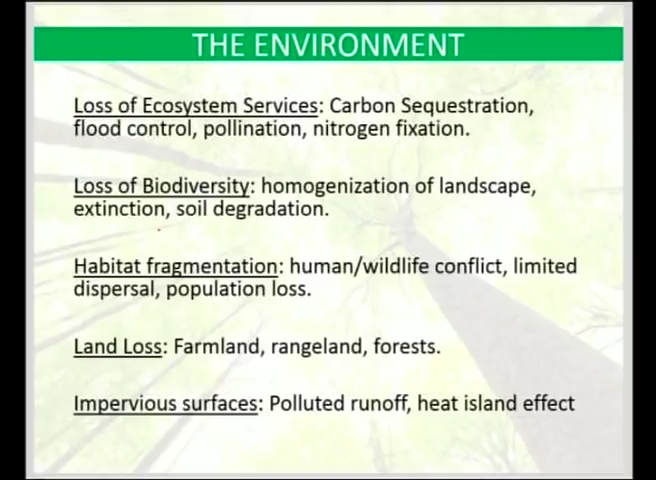 THE ENVIRONMENT
Loss of Ecosystem Services: Carbon Sequestration,
flood control, pollination, nitrogen fixation.
Loss of Biodiversity: homogenization of landscape,
extinction, soil degradation.
Habitat fragmentation: human/wildlife conflict, limited
dispersal, population loss.
Land Loss: Farmland, rangeland, forests.
Impervious surfaces: Polluted runoff, heat island effect